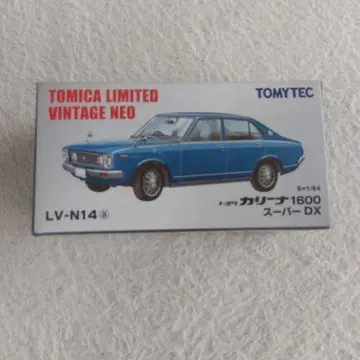 TOMICA LIMITED
VINTAGE NEO
TOMYTEC
S=1/64
LV-N14 ⓐ
トヨタ カリーナ1600
スーパーDX